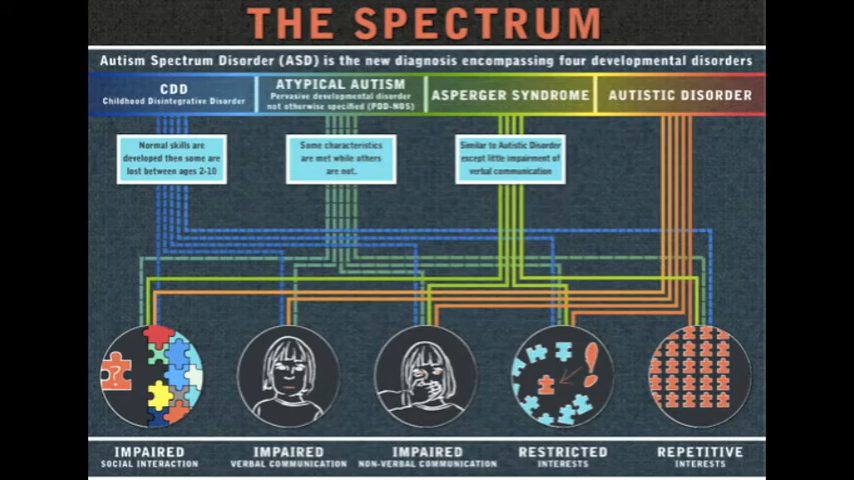 THE SPECTRUM
Autism Spectrum Disorder (ASD) is the new diagnosis encompassing four developmental disorders
CDD
Childhood Disintegrative Disorder
ATYPICAL AUTISM
Pervasive developmental disorder
not otherwise specified (PDD-NOS)
ASPERGER SYNDROME
AUTISTIC DISORDER
Normal skills are
developed then some are
lost between ages 2-10
Some characteristics
are met while others
are not.
Similar to Autistic Disorder
except little impairment of
verbal communication
?
!
IMPAIRED
SOCIAL INTERACTION
IMPAIRED
VERBAL COMMUNICATION
IMPAIRED
NON-VERBAL COMMUNICATION
RESTRICTED
INTERESTS
REPETITIVE
INTERESTS